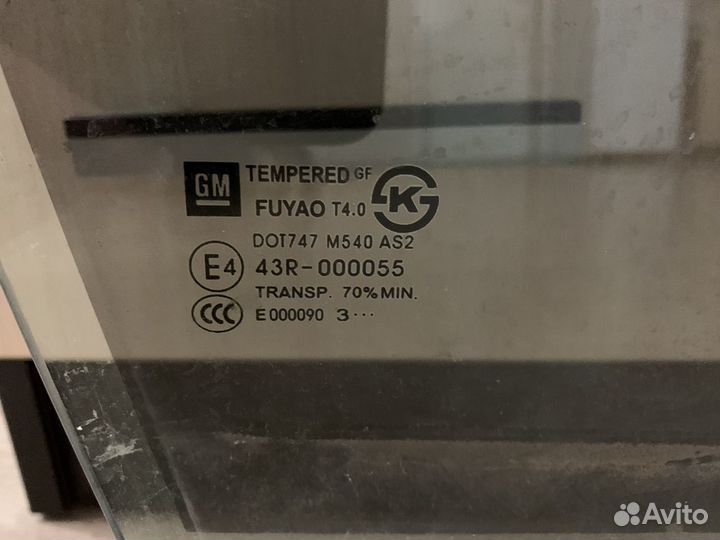 GM TEMPERED GF
FUYAO T4.0 K
DOT747 M540 AS2
E4 43R-000055
TRANSP. 70% MIN.
CCC E000090 3...
Avito